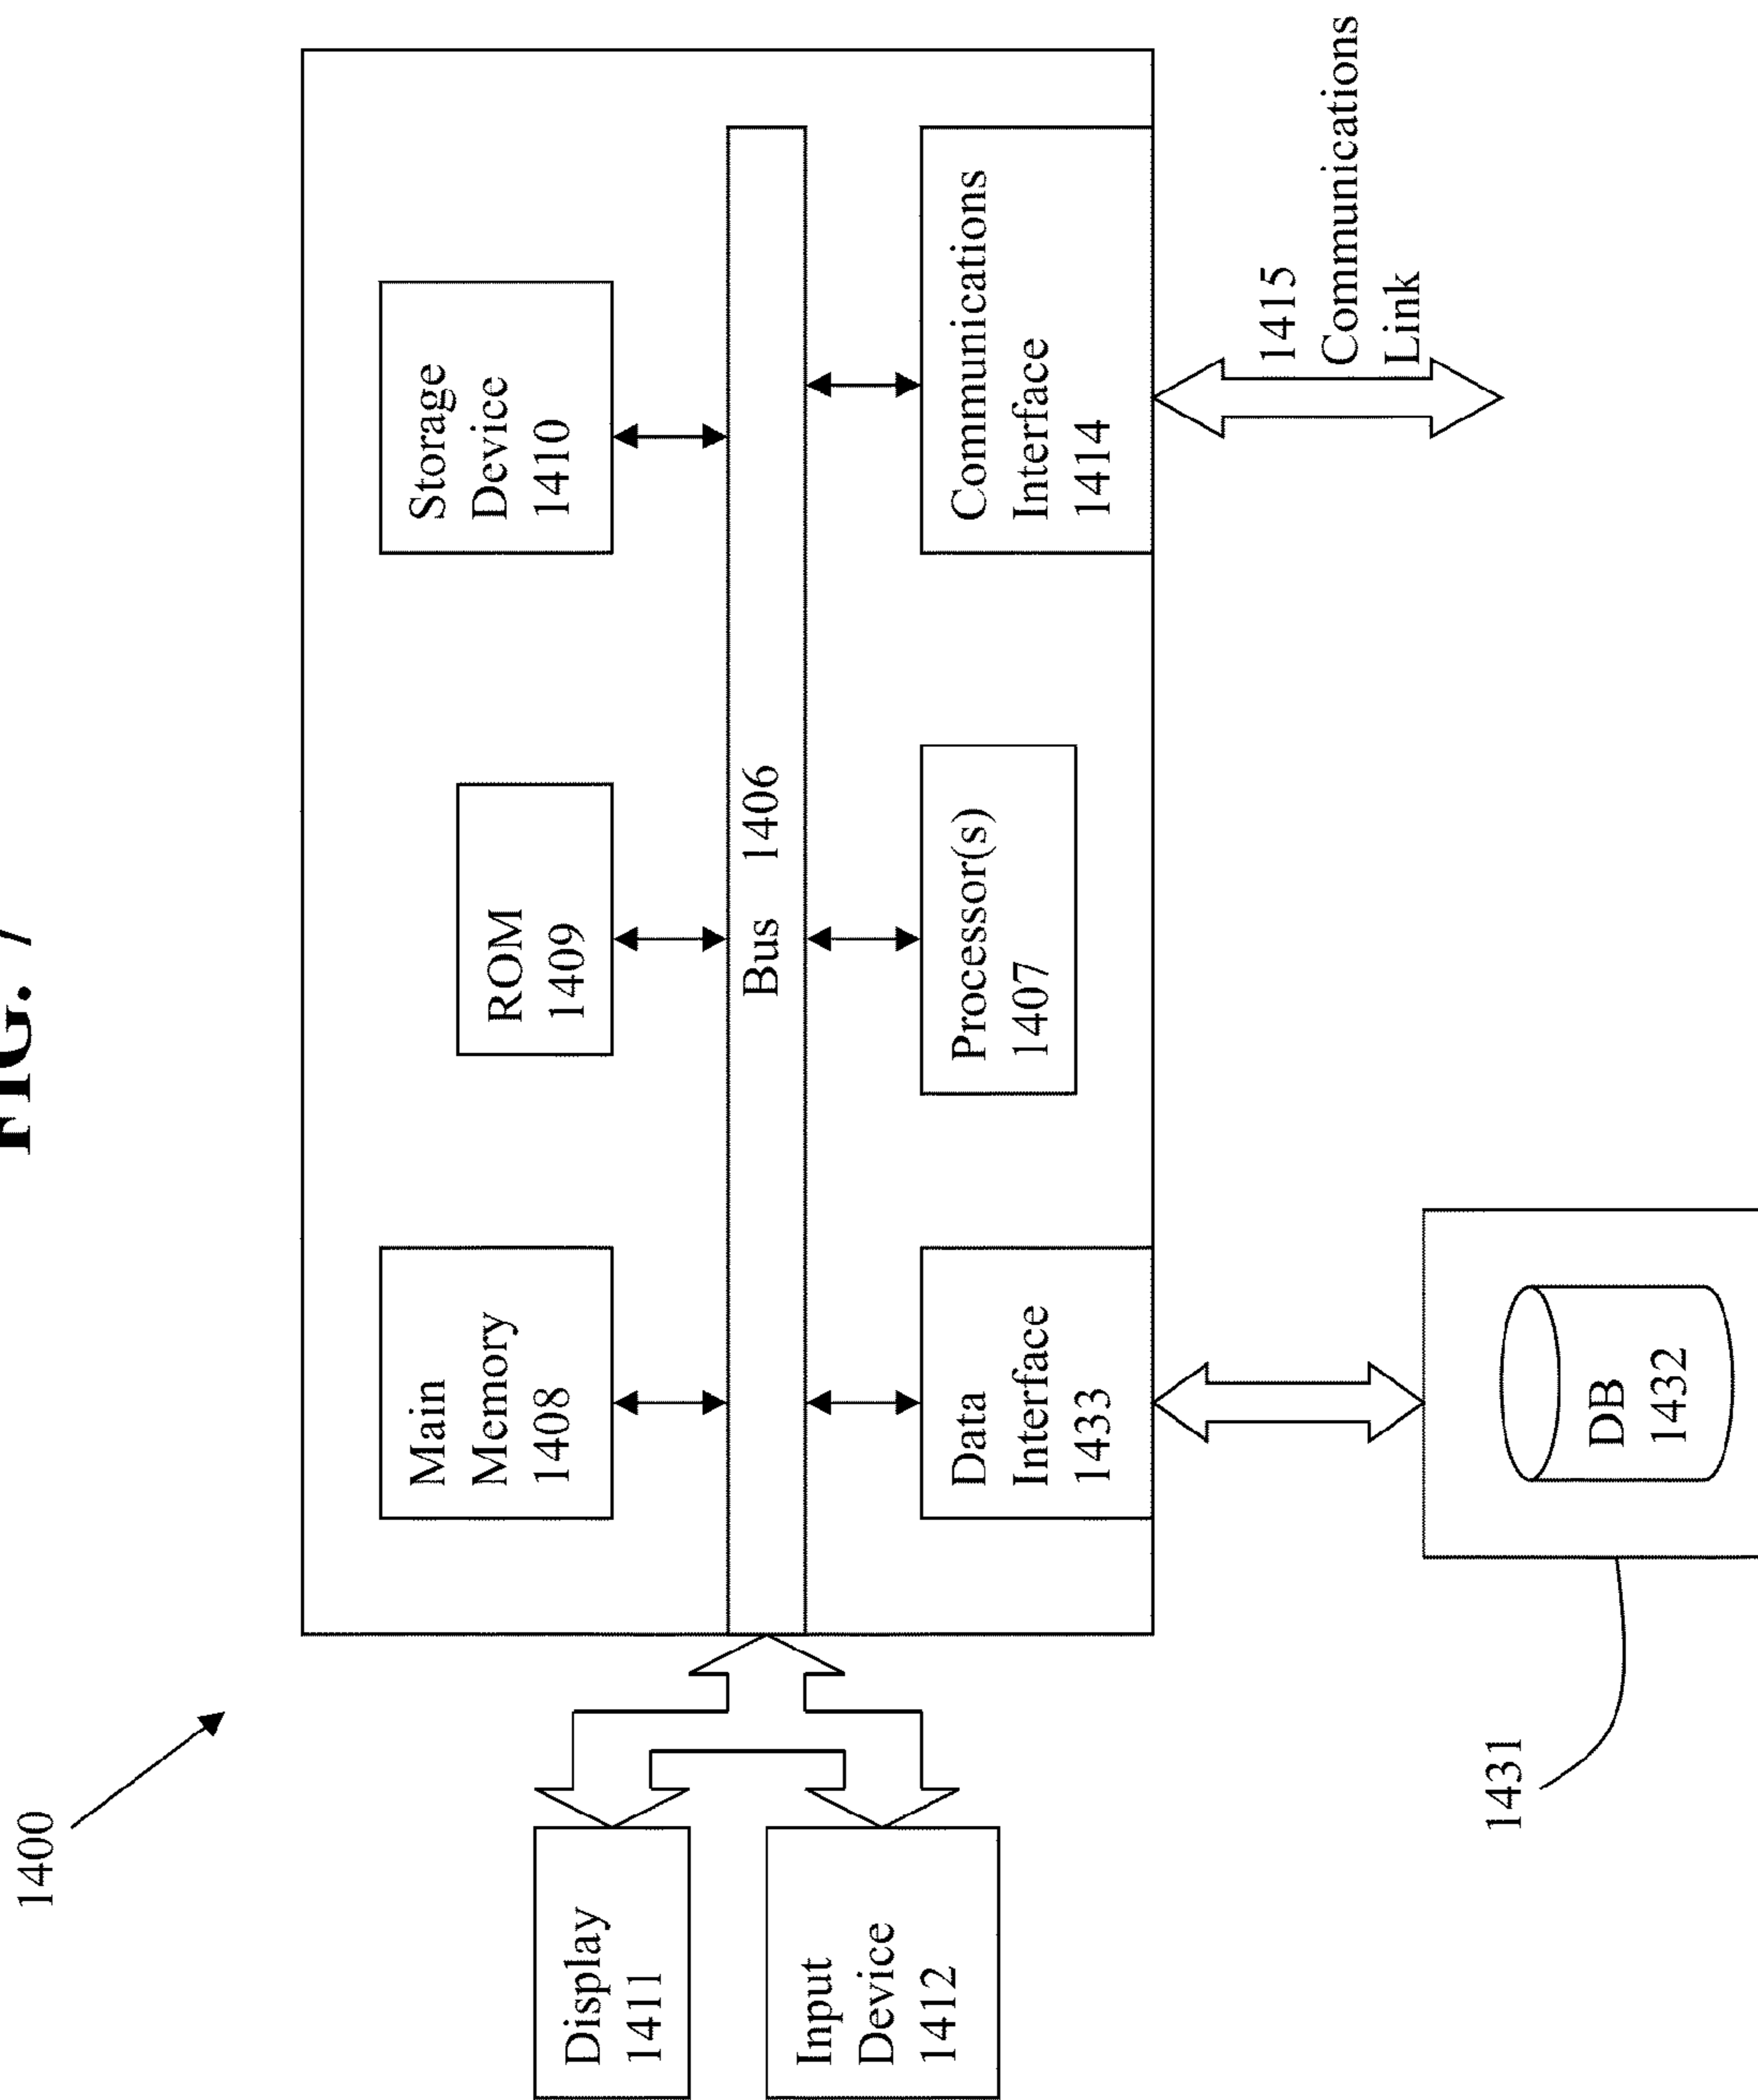 FIG. 7
1400
Display
1411
Input
Device
1412
Main
Memory
1408
ROM
1409
Storage
Device
1410
Bus 1406
Data
Interface
1433
Processor(s)
1407
Communications
Interface
1414
1415
Communications
Link
1431
DB
1432